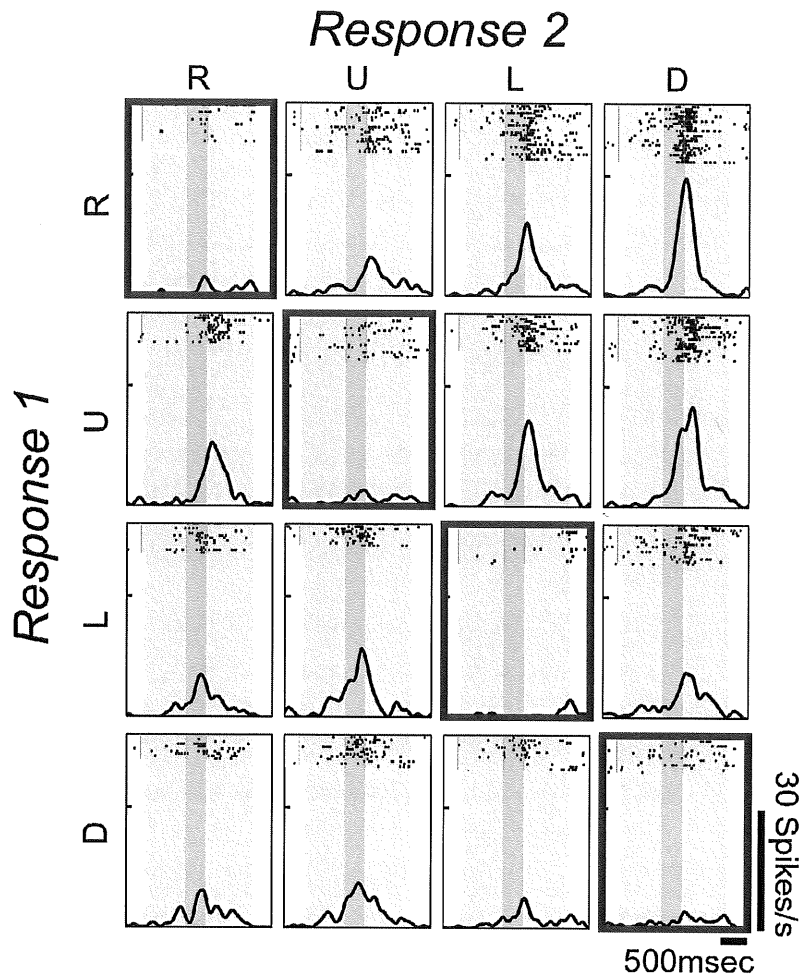 Response 2
R U L D
R
U
L
D
Response 1
30 Spikes/s
500msec